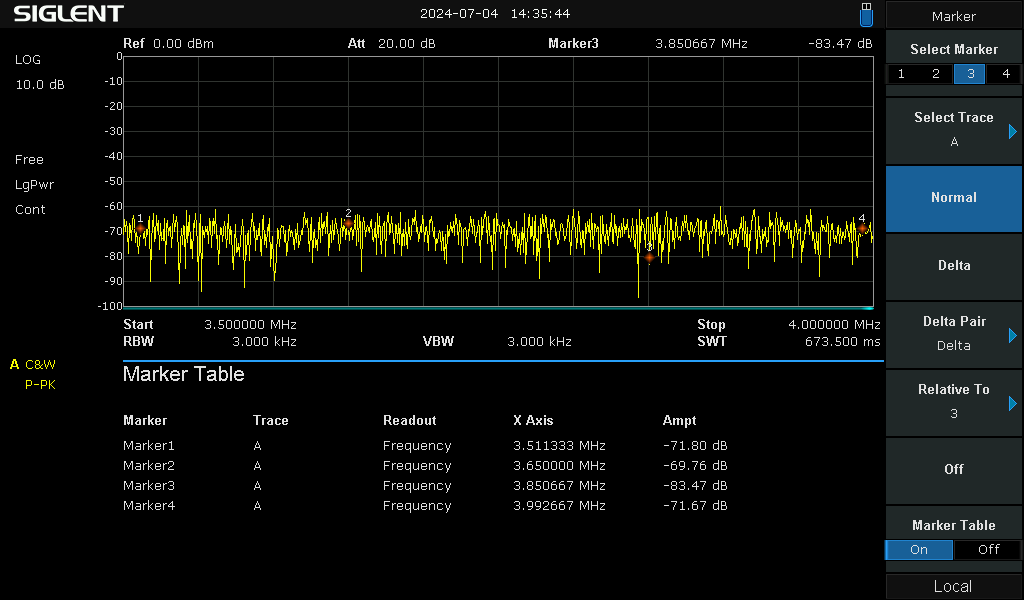 SIGLENT
2024-07-04 14:35:44
Ref 0.00 dBm Att 20.00 dB Marker3 3.850667 MHz -83.47 dB
LOG
10.0 dB
Free
LgPwr
Cont
0
-10
-20
-30
-40
-50
-60
-70
-80
-90
-100
1
2
3
4
Start 3.500000 MHz Stop 4.000000 MHz
RBW 3.000 kHz VBW 3.000 kHz SWT 673.500 ms
A C&W
P-PK
Marker Table
Marker Trace Readout X Axis Ampt
Marker1 A Frequency 3.511333 MHz -71.80 dB
Marker2 A Frequency 3.650000 MHz -69.76 dB
Marker3 A Frequency 3.850667 MHz -83.47 dB
Marker4 A Frequency 3.992667 MHz -71.67 dB
Marker
Select Marker
1 2 3 4
Select Trace
A
Normal
Delta
Delta Pair
Delta
Relative To
3
Off
Marker Table
On Off
Local